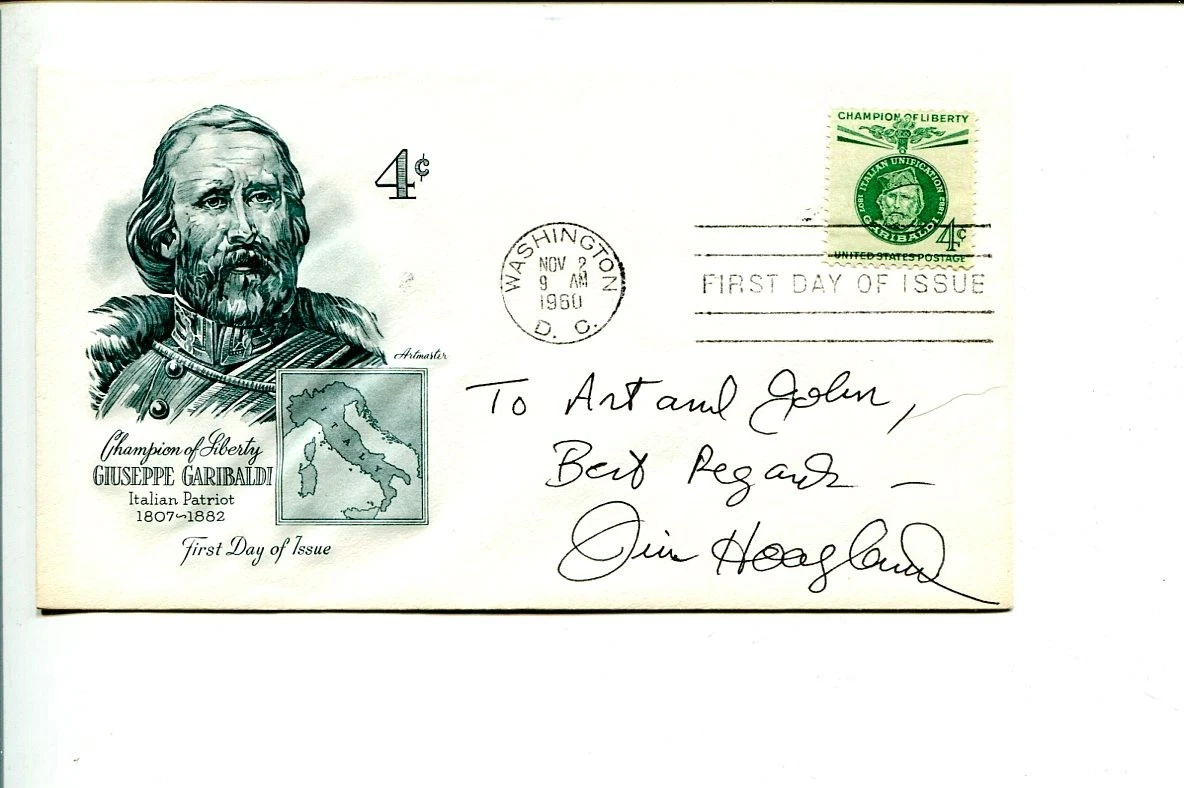 4¢
Artmaster
Champion of Liberty
GIUSEPPE GARIBALDI
Italian Patriot
1807~1882
First Day of Issue
ITALY
WASHINGTON
NOV 2
9 AM
1960
D. C.
CHAMPION OF LIBERTY
ITALIAN UNIFICATION
1807 1882
GARIBALDI
4¢
UNITED STATES POSTAGE
FIRST DAY OF ISSUE
To Art and John,
Best Regards –
Jim Hoagland